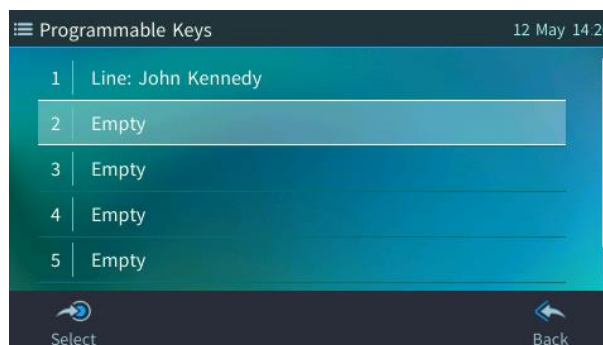 Programmable Keys 12 May 14:2
1 Line: John Kennedy
2 Empty
3 Empty
4 Empty
5 Empty
Select Back